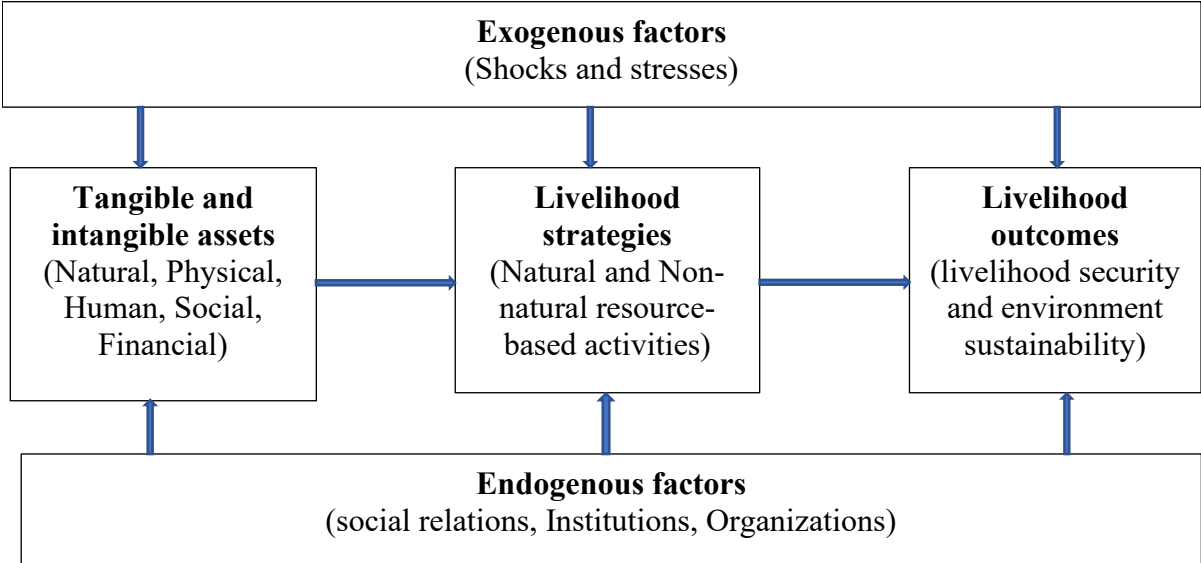 Exogenous factors
(Shocks and stresses)
Tangible and
intangible assets
(Natural, Physical,
Human, Social,
Financial)
Livelihood
strategies
(Natural and Non-
natural resource-
based activities)
Livelihood
outcomes
(livelihood security
and environment
sustainability)
Endogenous factors
(social relations, Institutions, Organizations)